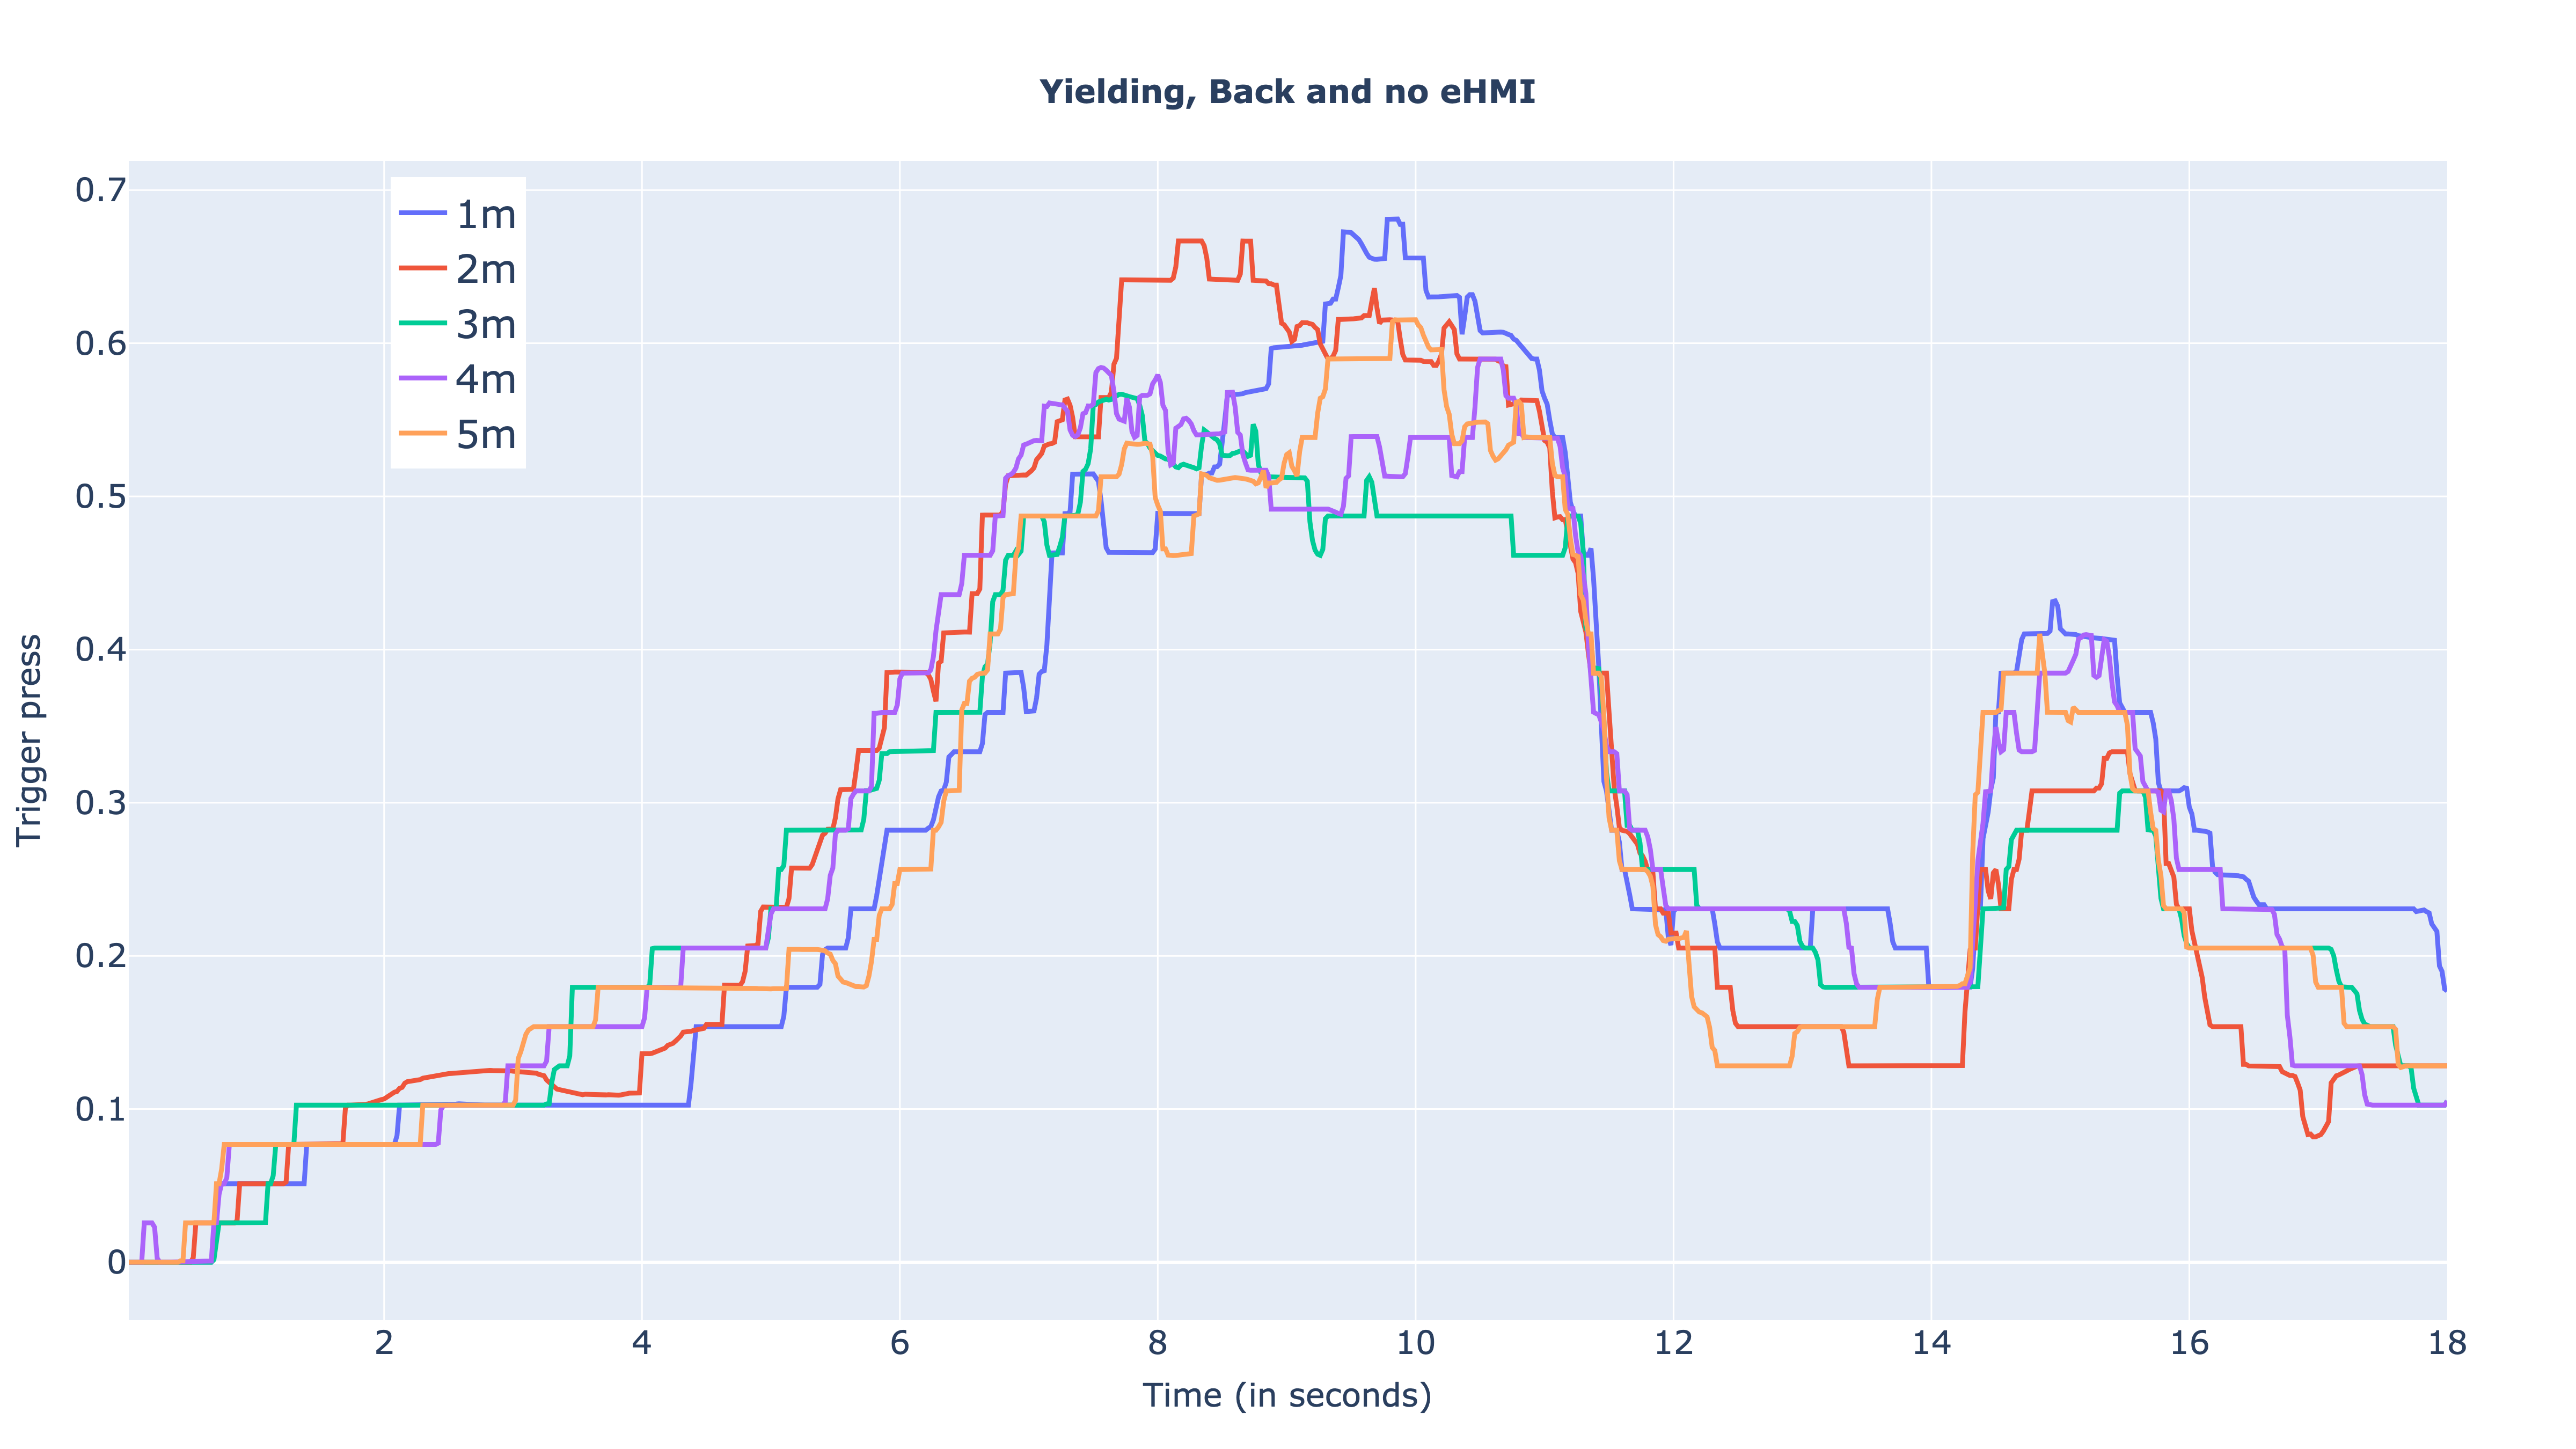 Yielding, Back and no eHMI
0.7
0.6
0.5
0.4
0.3
0.2
0.1
0
1m
2m
3m
4m
5m
Trigger press
2 4 6 8 10 12 14 16 18
Time (in seconds)